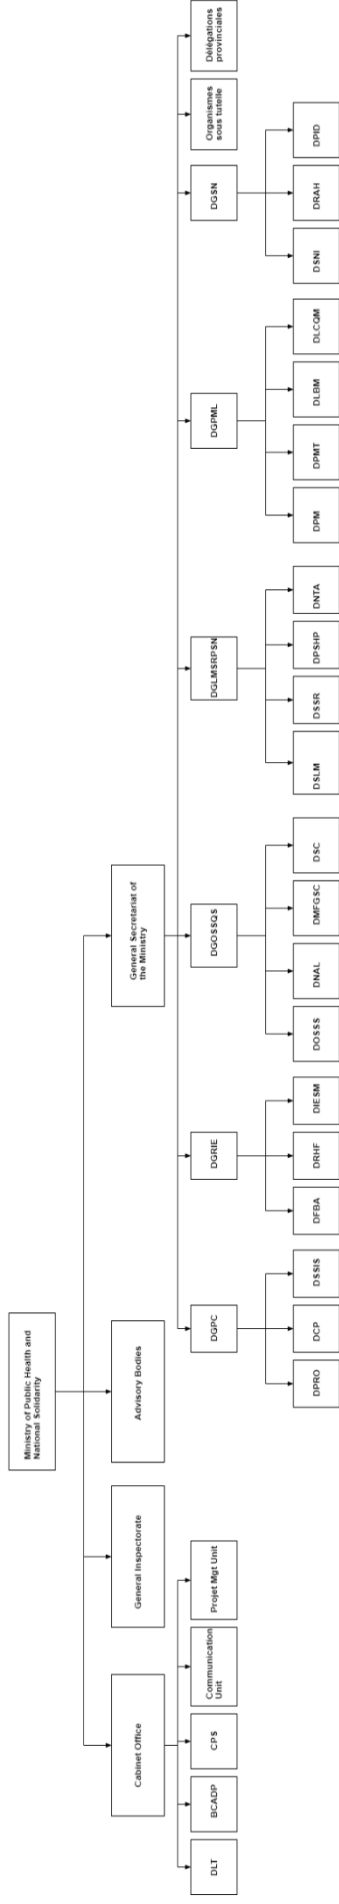 Ministry of Public Health and
National Solidarity
Cabinet Office
General Inspectorate
Advisory Bodies
General Secretariat of
the Ministry
DLT
BCADP
CPS
Communication
Unit
Projet Mgt Unit
DGPC
DGRIE
DGOSSQS
DGLMSRPSN
DGPML
DGSN
Organismes
sous tutelle
Délégations
provinciales
DPRO
DCP
DSSIS
DFBA
DRHF
DIESM
DOSSS
DNAL
DMFGSC
DSC
DSLM
DSSR
DPSHP
DNTA
DPM
DPMT
DLBM
DLCQM
DSNI
DRAH
DPID